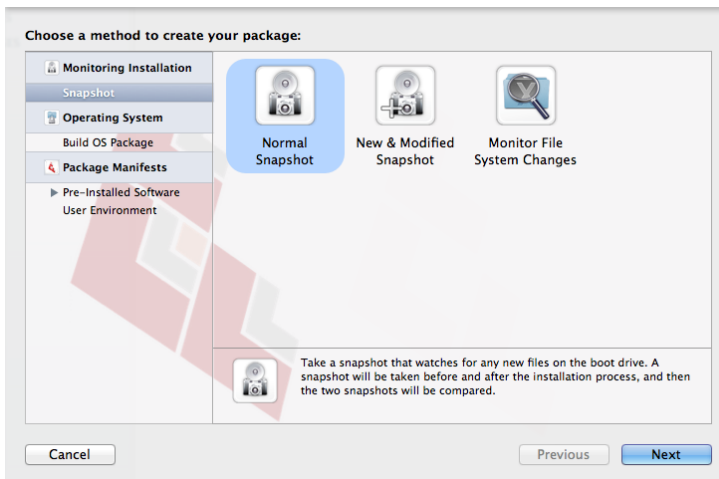 Choose a method to create your package:
Monitoring Installation
Snapshot
Operating System
Build OS Package
Package Manifests
Pre-Installed Software
User Environment
Normal
Snapshot
New & Modified
Snapshot
Monitor File
System Changes
Take a snapshot that watches for any new files on the boot drive. A
snapshot will be taken before and after the installation process, and then
the two snapshots will be compared.
Cancel
Previous
Next